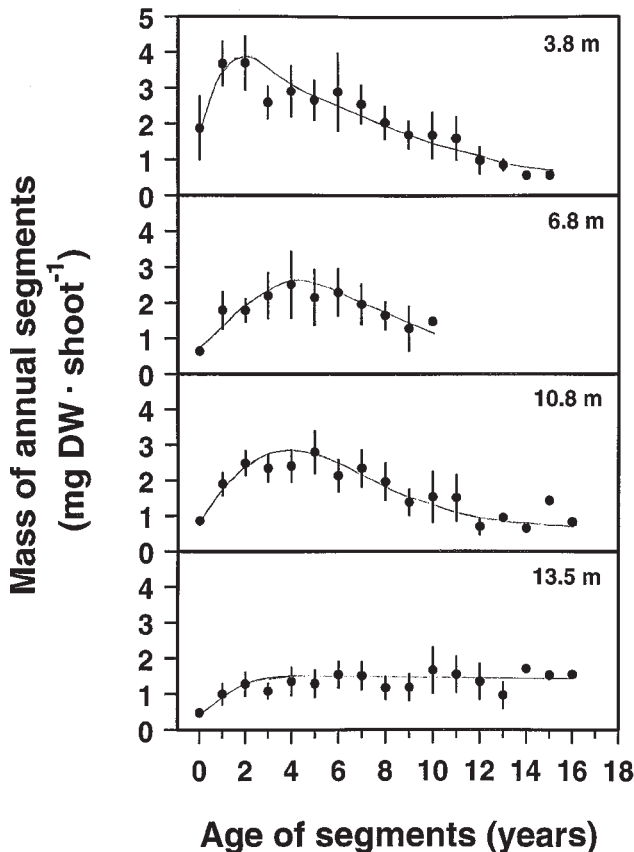 5
4
3
2
1
0
3.8 m
4
3
2
1
0
6.8 m
4
3
2
1
0
10.8 m
4
3
2
1
0
13.5 m
0 2 4 6 8 10 12 14 16 18
Age of segments (years)
Mass of annual segments
(mg DW · shoot⁻¹)